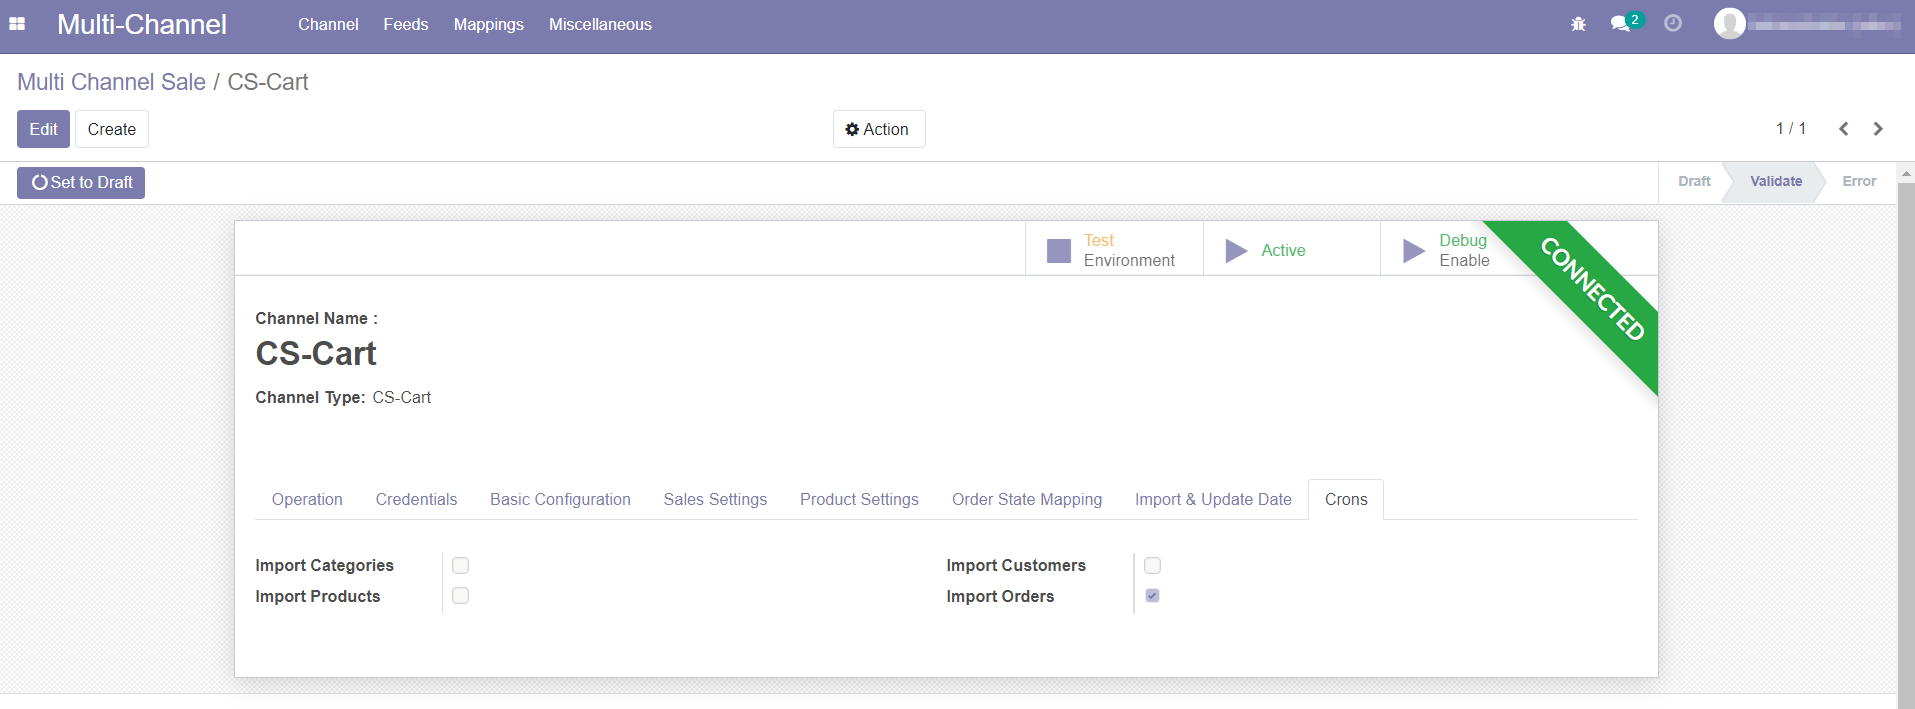 Multi-Channel Channel Feeds Mappings Miscellaneous 2
Multi Channel Sale / CS-Cart
Edit Create Action 1 / 1
Set to Draft Draft Validate Error
Test Environment Active Debug Enable
CONNECTED
Channel Name :
CS-Cart
Channel Type: CS-Cart
Operation Credentials Basic Configuration Sales Settings Product Settings Order State Mapping Import & Update Date Crons
Import Categories Import Customers
Import Products Import Orders